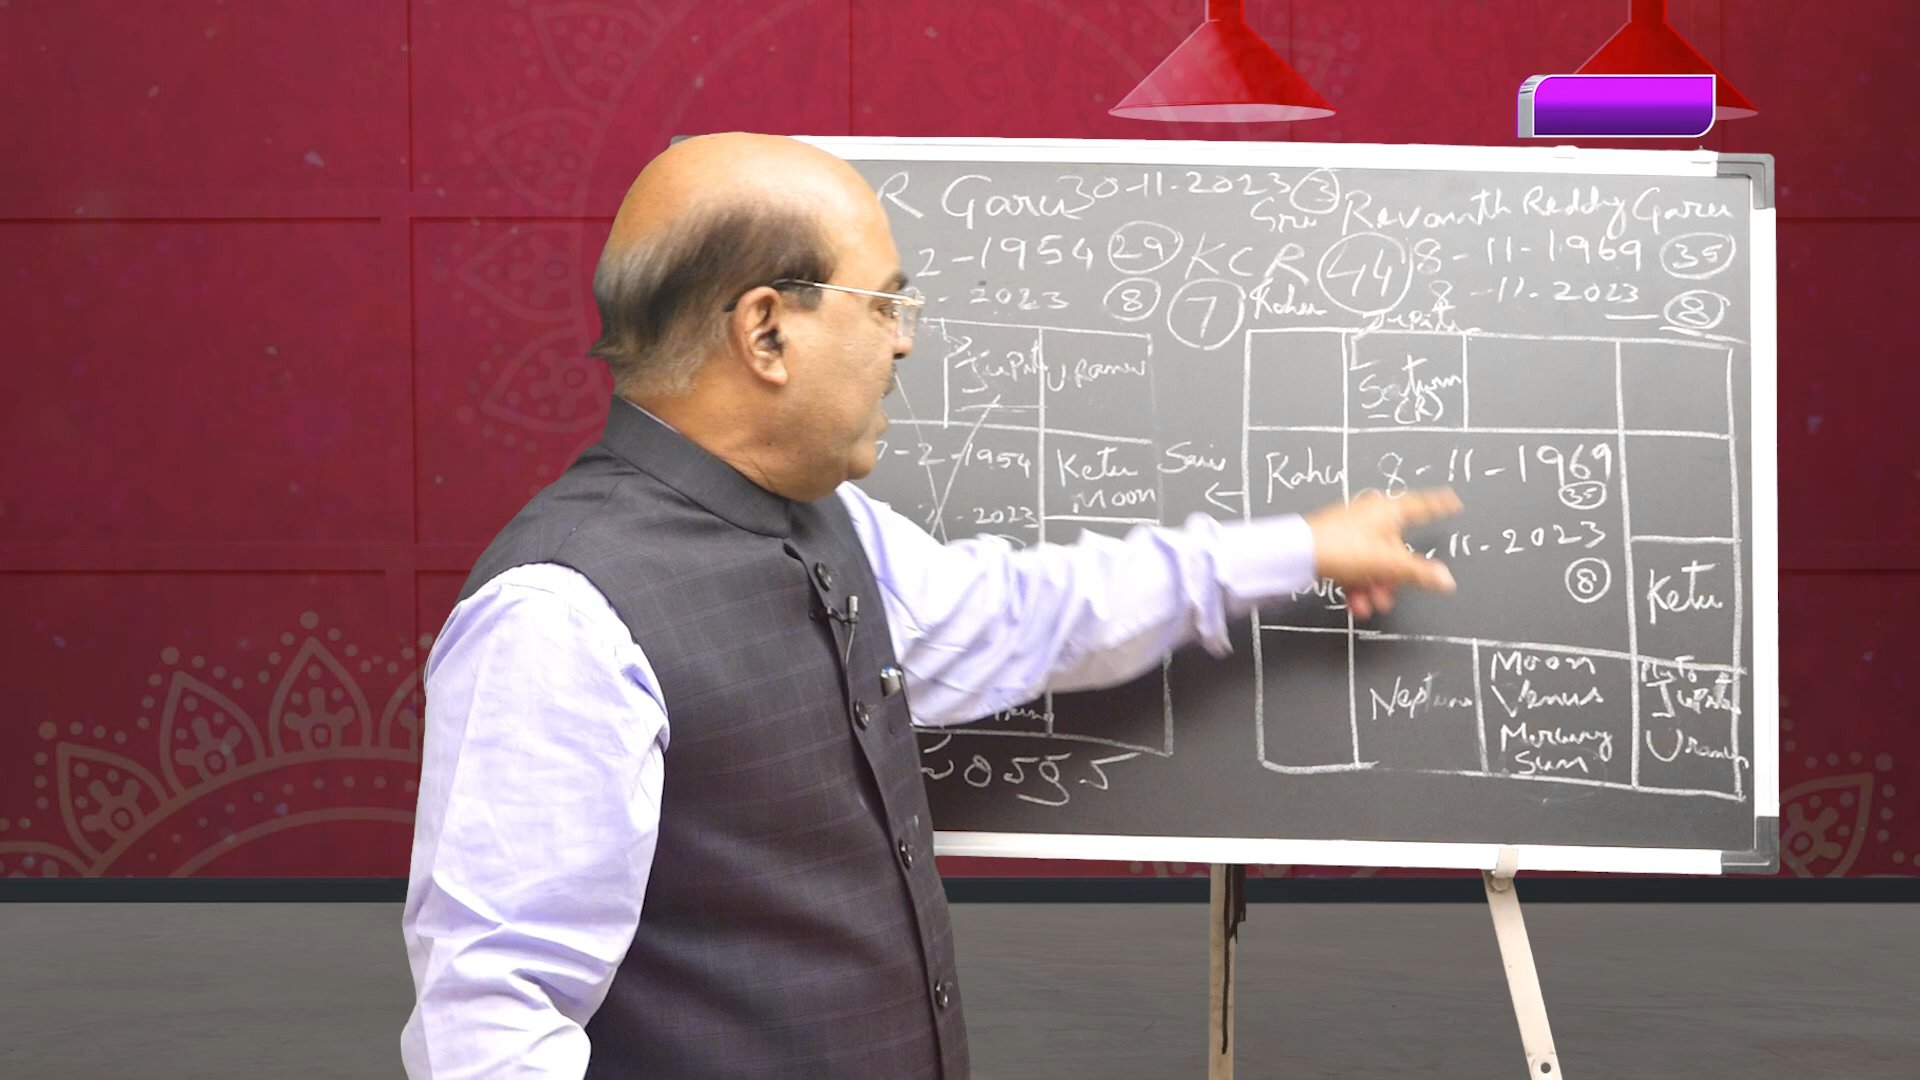 R Garu 30-11-2023 3
Sri Revanth Reddy Garu
2-1954 29 KCR 44 8-11-1969 35
- 2023 8 7 Rahu 8-11-2023 8
Jupiter
Jupit Uranus
Saturn
(R)
7-2-1954 Ketu
Moon
- 2023
Sani
←
Rahu 8-11-1969
35
-11-2023
8
Ketu
Neptune Moon
Venus
Mercury
Sun
Pluto
Jupiter
Uranus